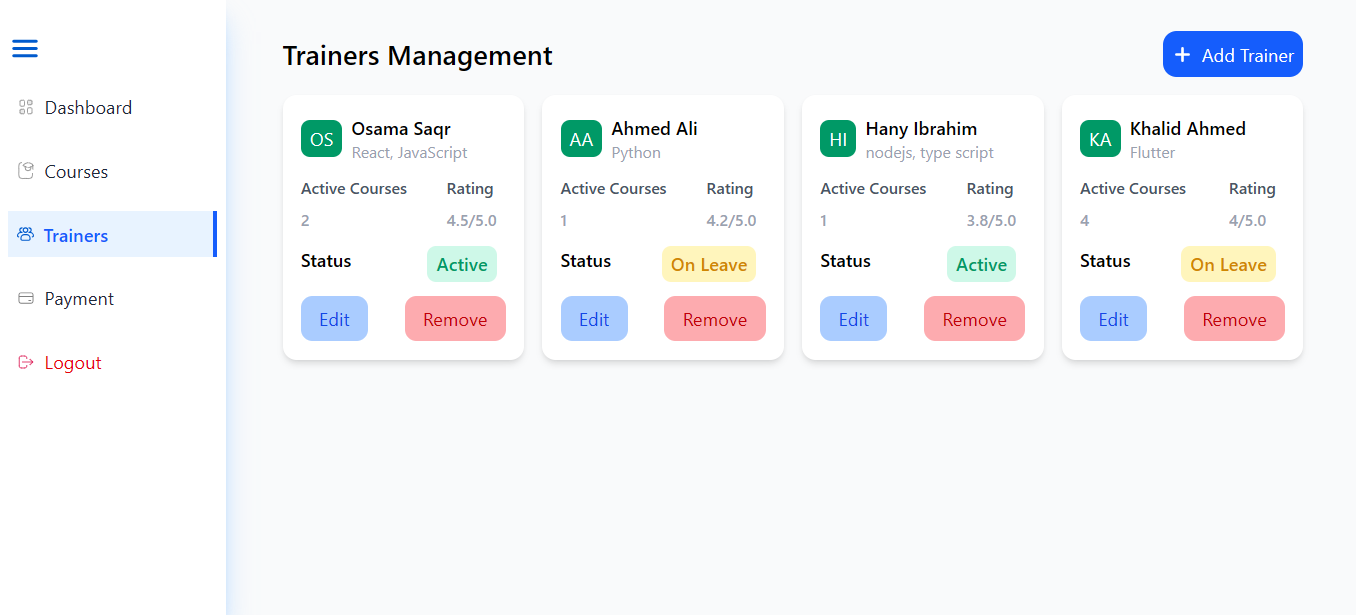 Dashboard
Courses
Trainers
Payment
Logout
Trainers Management
Add Trainer
OS
Osama Saqr
React, JavaScript
Active Courses Rating
2 4.5/5.0
Status Active
Edit Remove
AA
Ahmed Ali
Python
Active Courses Rating
1 4.2/5.0
Status On Leave
Edit Remove
HI
Hany Ibrahim
nodejs, type script
Active Courses Rating
1 3.8/5.0
Status Active
Edit Remove
KA
Khalid Ahmed
Flutter
Active Courses Rating
4 4/5.0
Status On Leave
Edit Remove